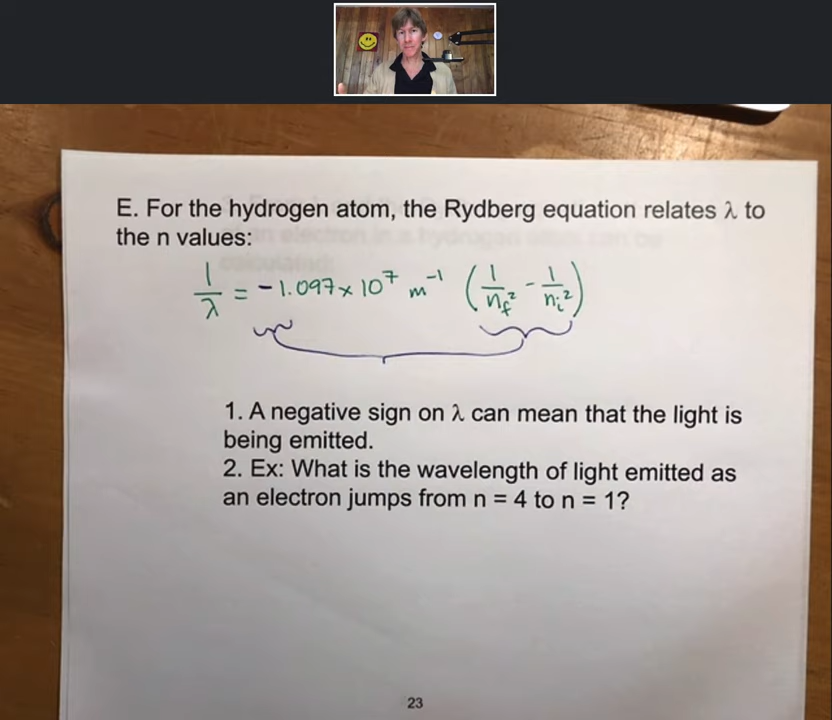 E. For the hydrogen atom, the Rydberg equation relates λ to
the n values:
1/λ = -1.097 x 10⁷ m⁻¹ (1/n_f² - 1/n_i²)
1. A negative sign on λ can mean that the light is
being emitted.
2. Ex: What is the wavelength of light emitted as
an electron jumps from n = 4 to n = 1?
23